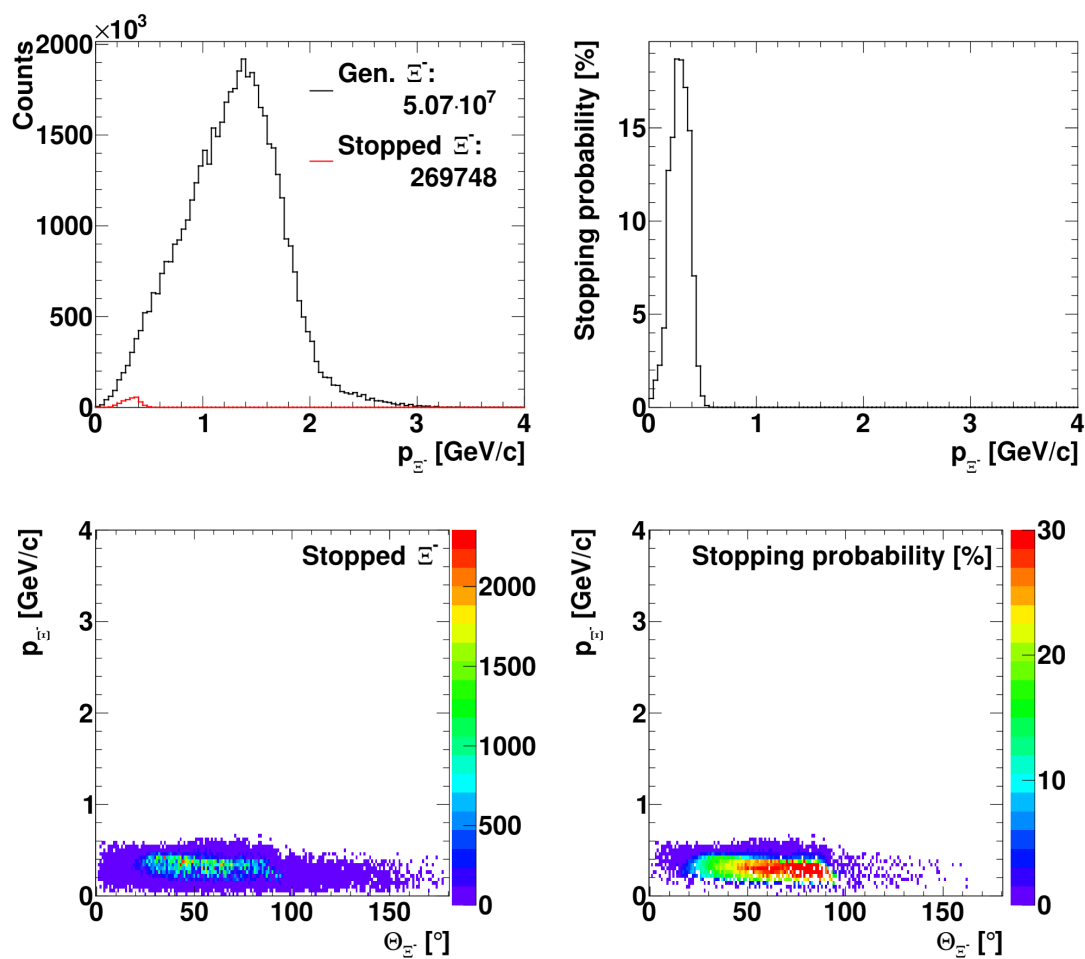 ×10³
2000
1500
1000
500
0
Counts
Gen. Ξ⁻:
5.07·10⁷
Stopped Ξ⁻:
269748
0 1 2 3 4
p_Ξ⁻ [GeV/c]
15
10
5
0
Stopping probability [%]
0 1 2 3 4
p_Ξ⁻ [GeV/c]
4
3
2
1
0
p_Ξ⁻ [GeV/c]
Stopped Ξ⁻
2000
1500
1000
500
0
0 50 100 150
Θ_Ξ⁻ [°]
4
3
2
1
0
p_Ξ⁻ [GeV/c]
Stopping probability [%]
30
20
10
0
0 50 100 150
Θ_Ξ⁻ [°]